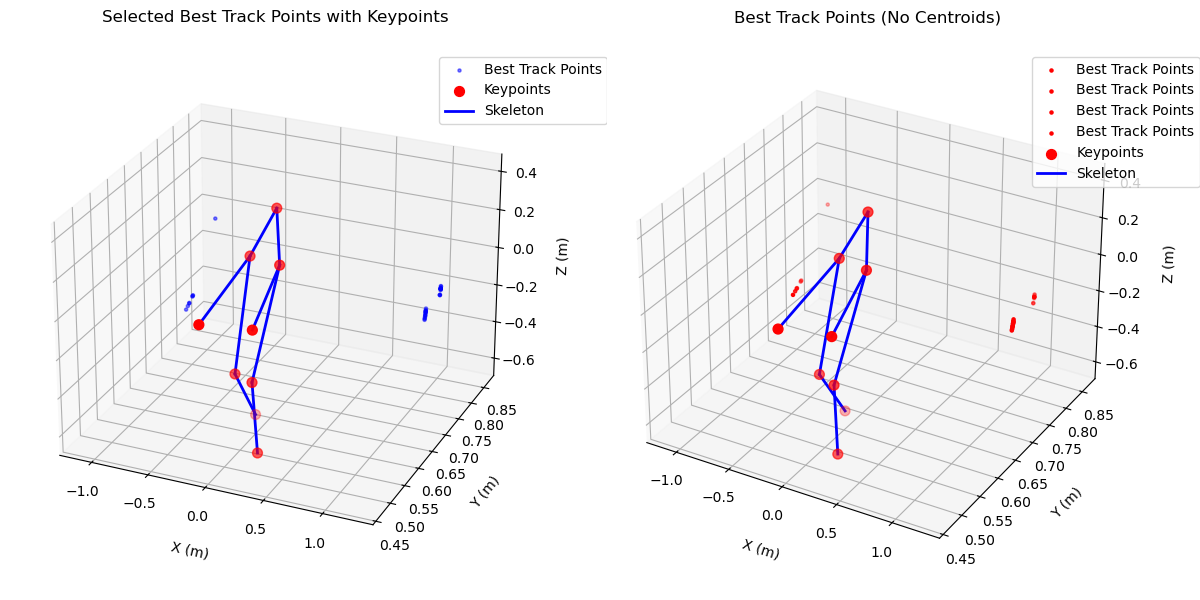 Selected Best Track Points with Keypoints
Best Track Points
Keypoints
Skeleton
0.4
0.2
0.0
−0.2
−0.4
−0.6
Z (m)
0.85
0.80
0.75
0.70
0.65
0.60
0.55
0.50
0.45
Y (m)
−1.0
−0.5
0.0
0.5
1.0
X (m)
Best Track Points (No Centroids)
Best Track Points
Best Track Points
Best Track Points
Best Track Points
Keypoints
Skeleton
0.4
0.2
0.0
−0.2
−0.4
−0.6
Z (m)
0.85
0.80
0.75
0.70
0.65
0.60
0.55
0.50
0.45
Y (m)
−1.0
−0.5
0.0
0.5
1.0
X (m)